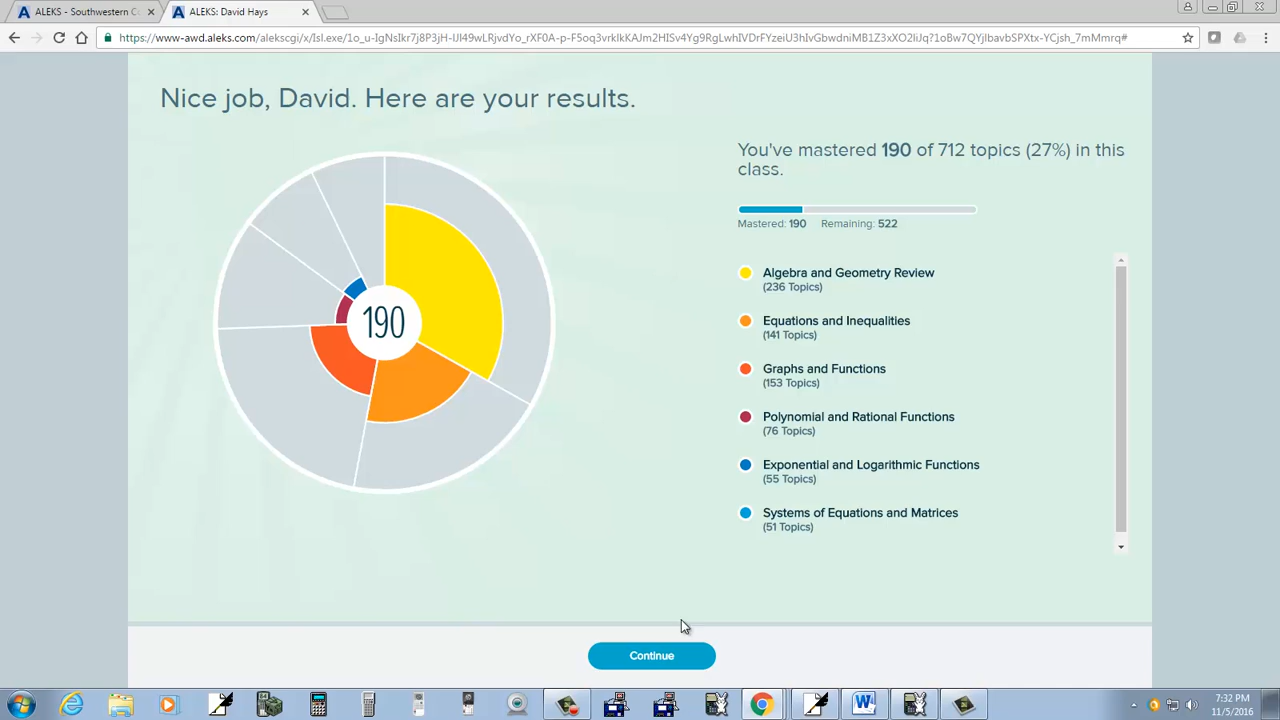 ALEKS - Southwestern C
ALEKS: David Hays
Nice job, David. Here are your results.
190
You've mastered 190 of 712 topics (27%) in this
class.
Mastered: 190 Remaining: 522
Algebra and Geometry Review
(236 Topics)
Equations and Inequalities
(141 Topics)
Graphs and Functions
(153 Topics)
Polynomial and Rational Functions
(76 Topics)
Exponential and Logarithmic Functions
(55 Topics)
Systems of Equations and Matrices
(51 Topics)
Continue
7:32 PM
11/5/2016